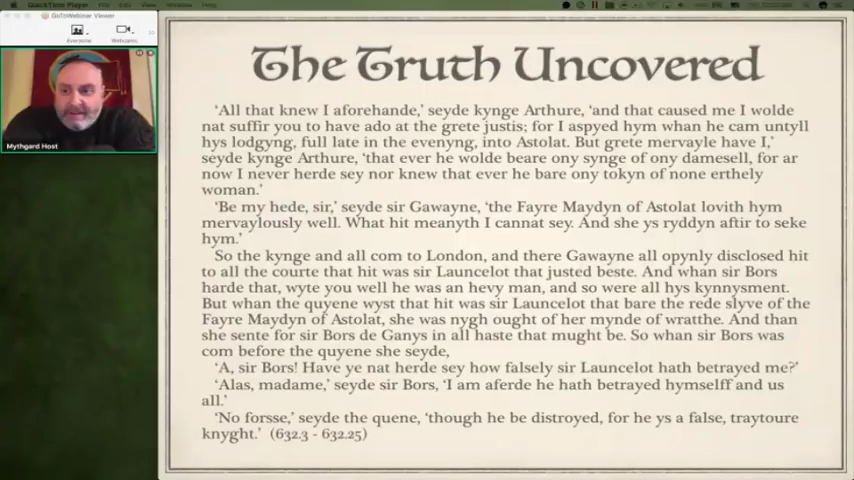 QuickTime Player File Edit View Window Help
GoToWebinar Viewer
Everyone
Webcams
Mythgard Host
The Truth Uncovered
‘All that knew I aforehande,’ seyde kynge Arthure, ‘and that caused me I wolde
nat suffir you to have ado at the grete justis; for I aspyed hym whan he cam untyll
hys lodgyng, full late in the evenyng, into Astolat. But grete mervayle have I,’
seyde kynge Arthure, ‘that ever he wolde beare ony synge of ony damesell, for ar
now I never herde sey nor knew that ever he bare ony tokyn of none erthely
woman.’
‘Be my hede, sir,’ seyde sir Gawayne, ‘the Fayre Maydyn of Astolat lovith hym
mervaylously well. What hit meanyth I cannat sey. And she ys ryddyn aftir to seke
hym.’
So the kynge and all com to London, and there Gawayne all opynly disclosed hit
to all the courte that hit was sir Launcelot that justed beste. And whan sir Bors
harde that, wyte you well he was an hevy man, and so were all hys kynnysment.
But whan the quyene wyst that hit was sir Launcelot that bare the rede slyve of the
Fayre Maydyn of Astolat, she was nygh ought of her mynde of wratthe. And than
she sente for sir Bors de Ganys in all haste that mught be. So whan sir Bors was
com before the quyene she seyde,
‘A, sir Bors! Have ye nat herde sey how falsely sir Launcelot hath betrayed me?’
‘Alas, madame,’ seyde sir Bors, ‘I am aferde he hath betrayed hymselff and us
all.’
‘No forsse,’ seyde the quene, ‘though he be distroyed, for he ys a false, traytoure
knyght.’ (632.3 - 632.25)